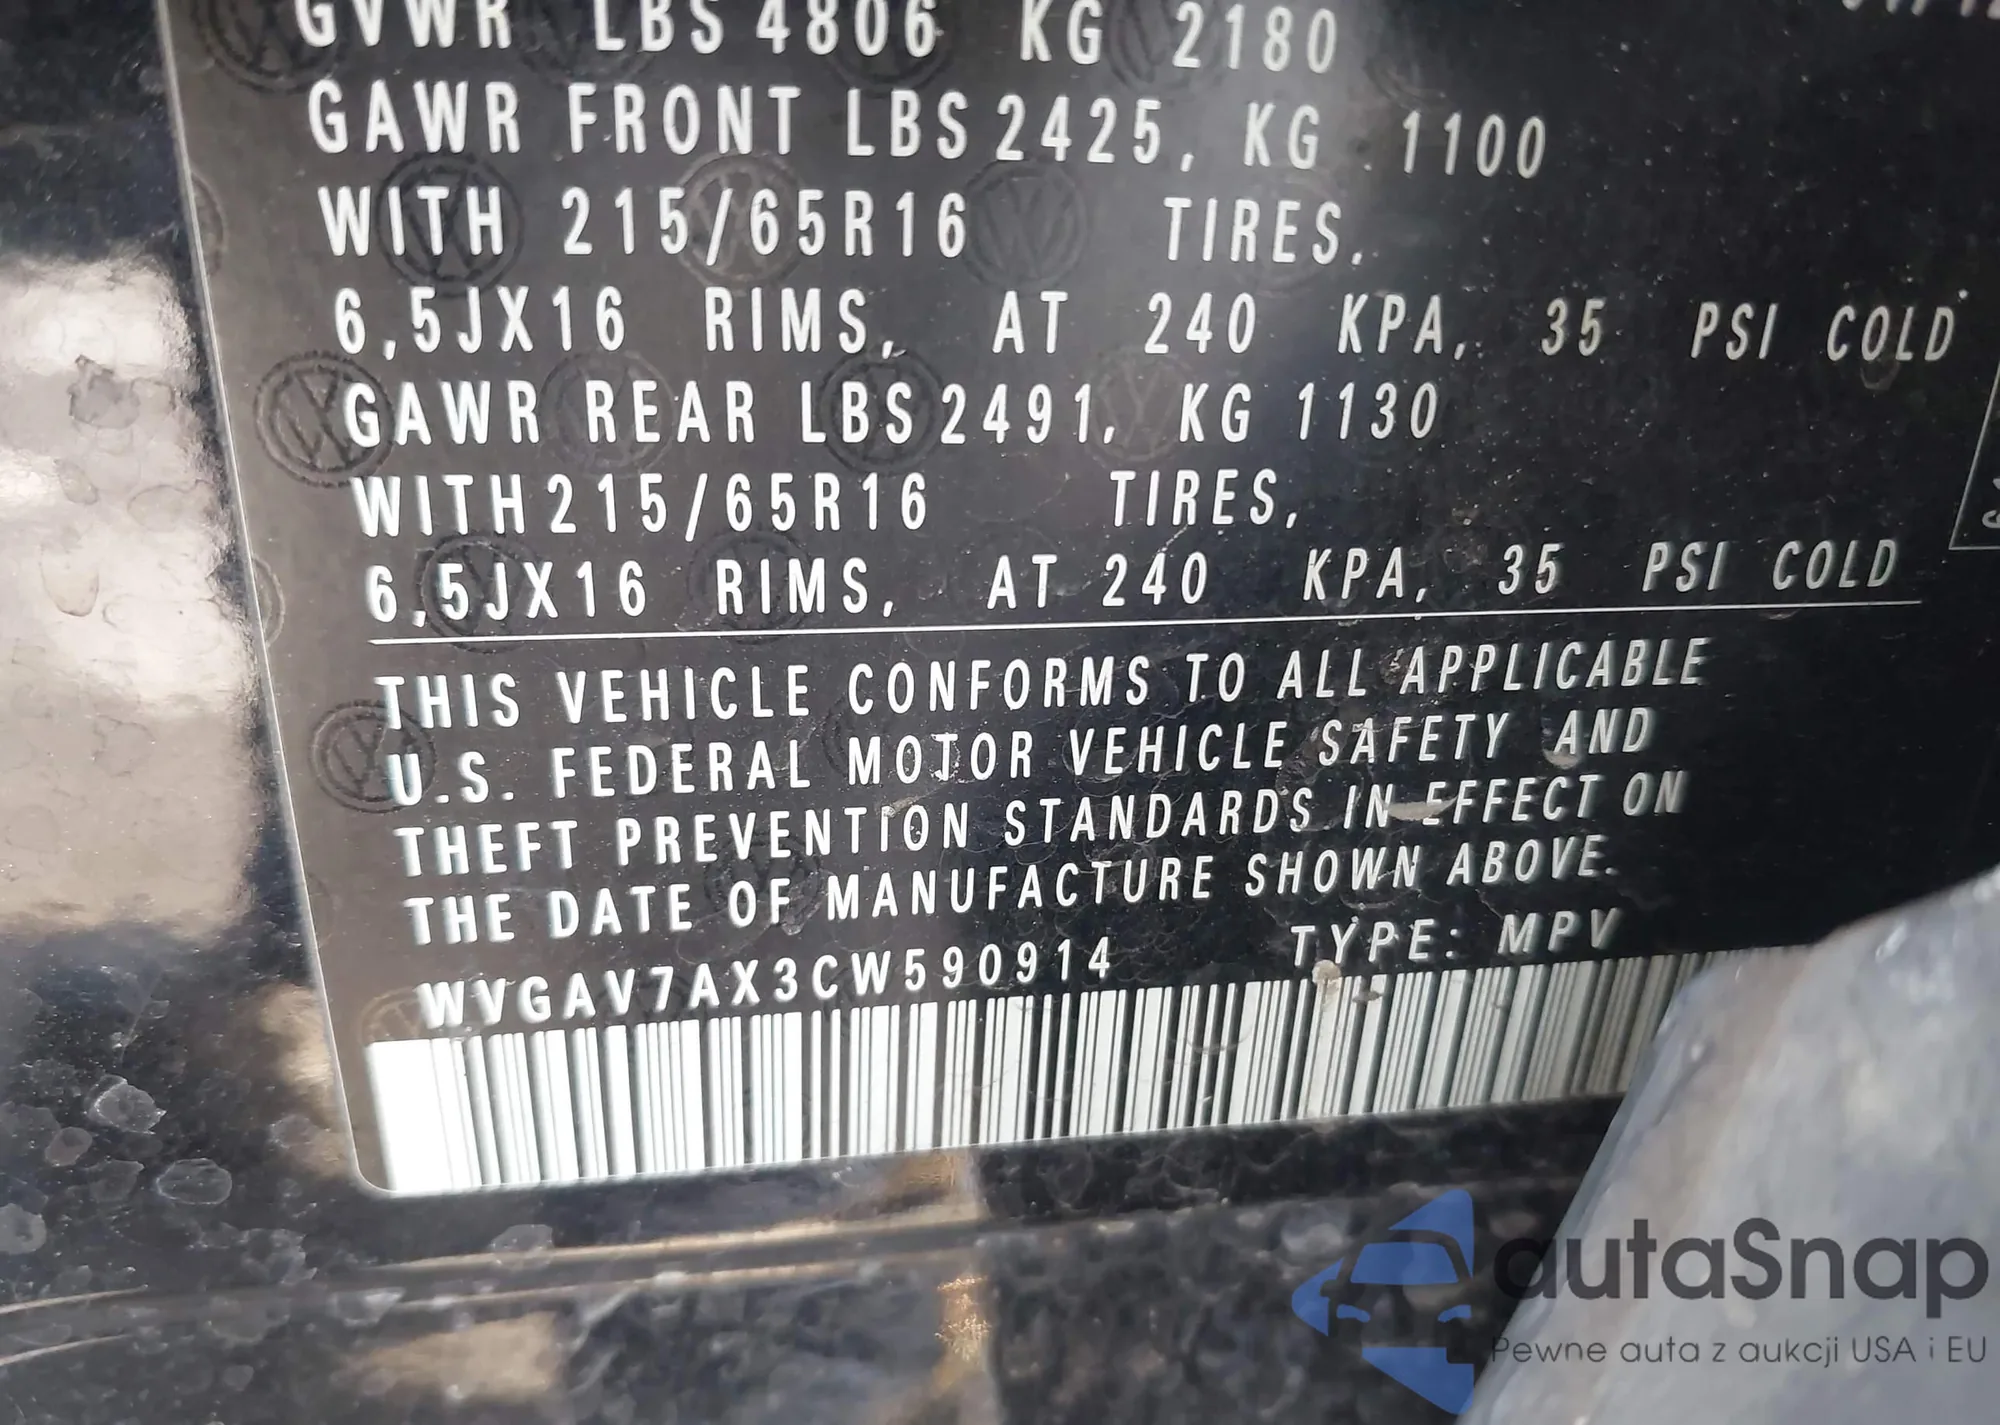 GVWR LBS 4806 KG 2180
GAWR FRONT LBS 2425, KG 1100
WITH 215/65R16 TIRES,
6,5JX16 RIMS, AT 240 KPA, 35 PSI COLD
GAWR REAR LBS 2491, KG 1130
WITH 215/65R16 TIRES,
6,5JX16 RIMS, AT 240 KPA, 35 PSI COLD
THIS VEHICLE CONFORMS TO ALL APPLICABLE
U.S. FEDERAL MOTOR VEHICLE SAFETY AND
THEFT PREVENTION STANDARDS IN EFFECT ON
THE DATE OF MANUFACTURE SHOWN ABOVE.
WVGAV7AX3CW590914 TYPE: MPV
autaSnap
Pewne auta z aukcji USA i EU